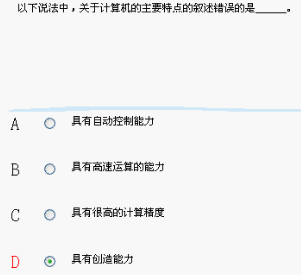 以下说法中，关于计算机的主要特点的叙述错误的是______。
A 具有自动控制能力
B 具有高速运算的能力
C 具有很高的计算精度
D 具有创造能力